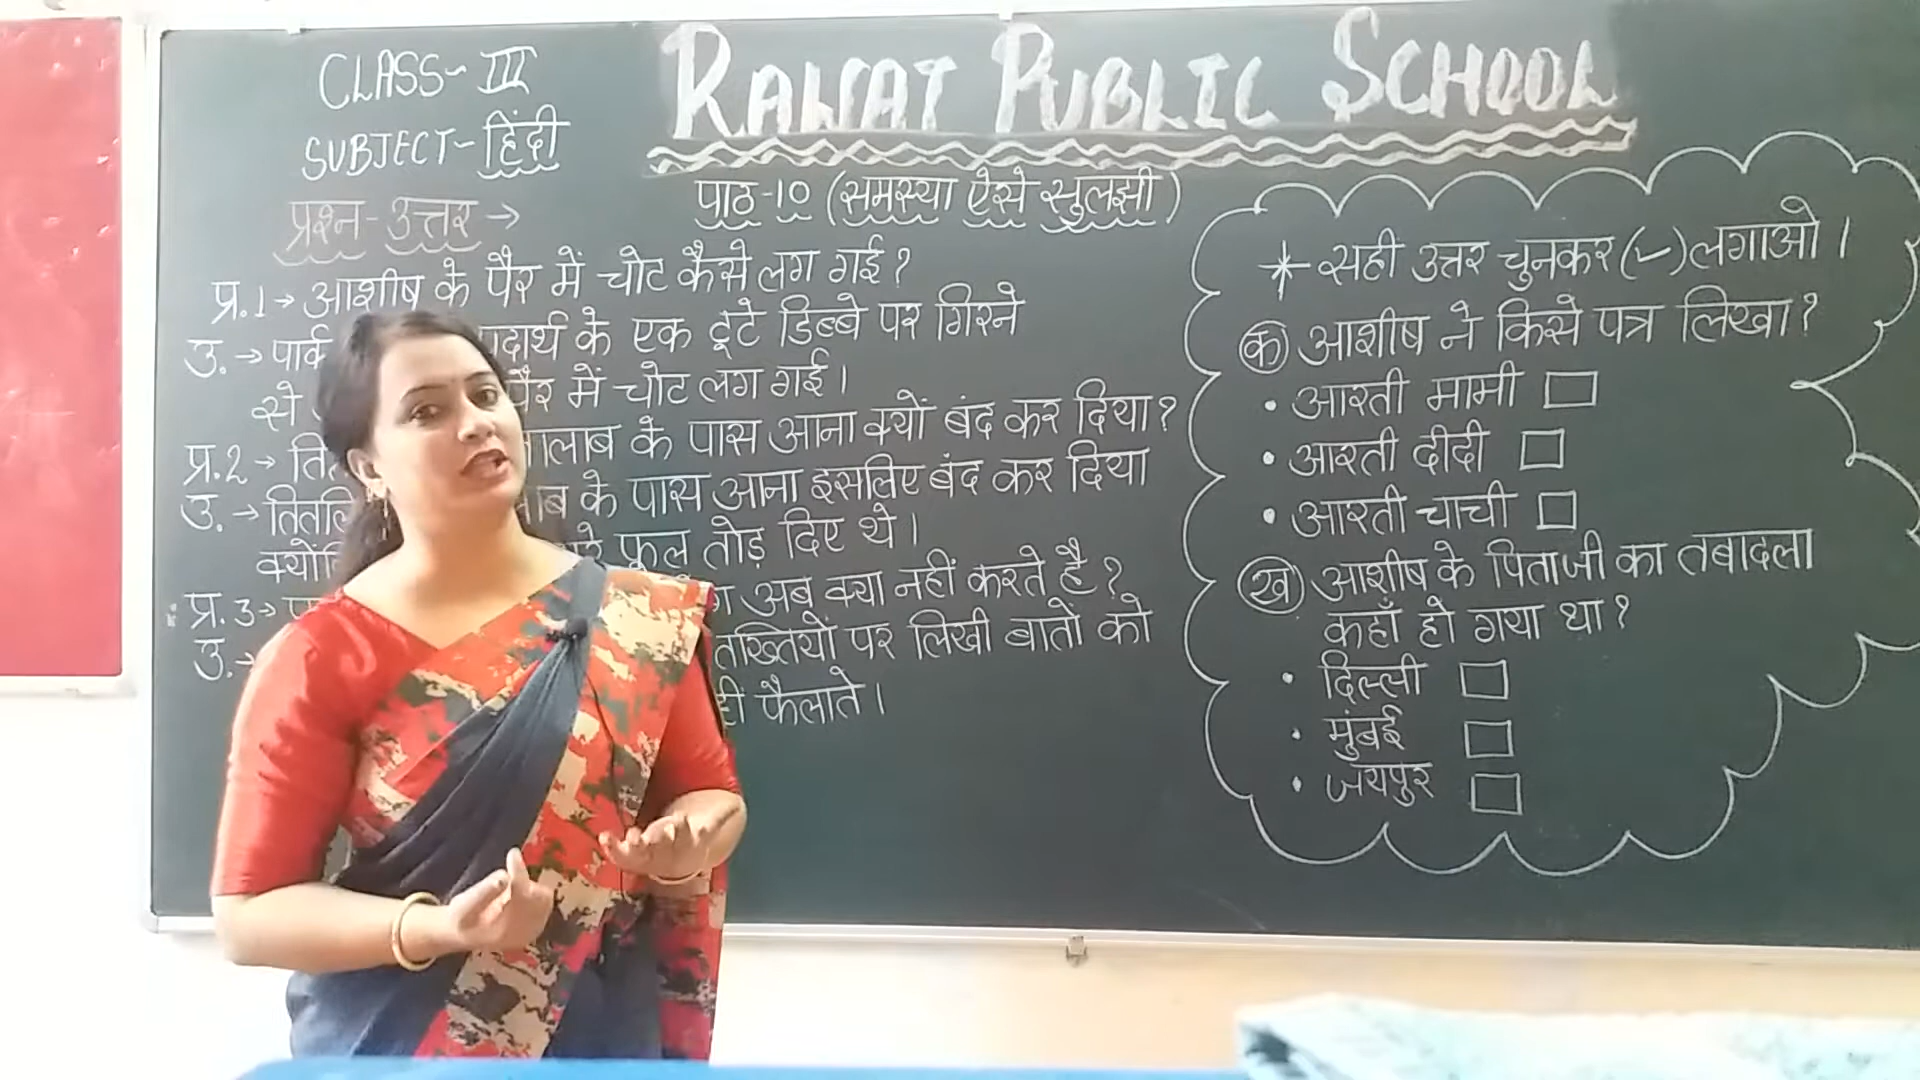 CLASS- III
SUBJECT- हिंदी
RAWAT PUBLIC SCHOOL
पाठ-10 (समस्या ऐसे सुलझी)
प्रश्न-उत्तर →
प्र.1→ आशीष के पैर में चोट कैसे लग गई?
उ.→ पदार्थ के एक टूटे डिब्बे पर गिरने
से पैर में चोट लग गई।
प्र.2→ के पास आना क्यों बंद कर दिया?
उ.→ के पास आना इसलिए बंद कर दिया
फूल तोड़ दिए थे।
प्र.3→ अब क्या नहीं करते है?
उ.→ तख्तियों पर लिखी बातों को
फैलाते।
* सही उत्तर चुनकर (✓) लगाओ।
क) आशीष ने किसे पत्र लिखा?
• आरती मामी □
• आरती दीदी □
• आरती चाची □
ख) आशीष के पिताजी का तबादला
कहाँ हो गया था?
• दिल्ली □
• मुंबई □
• जयपुर □